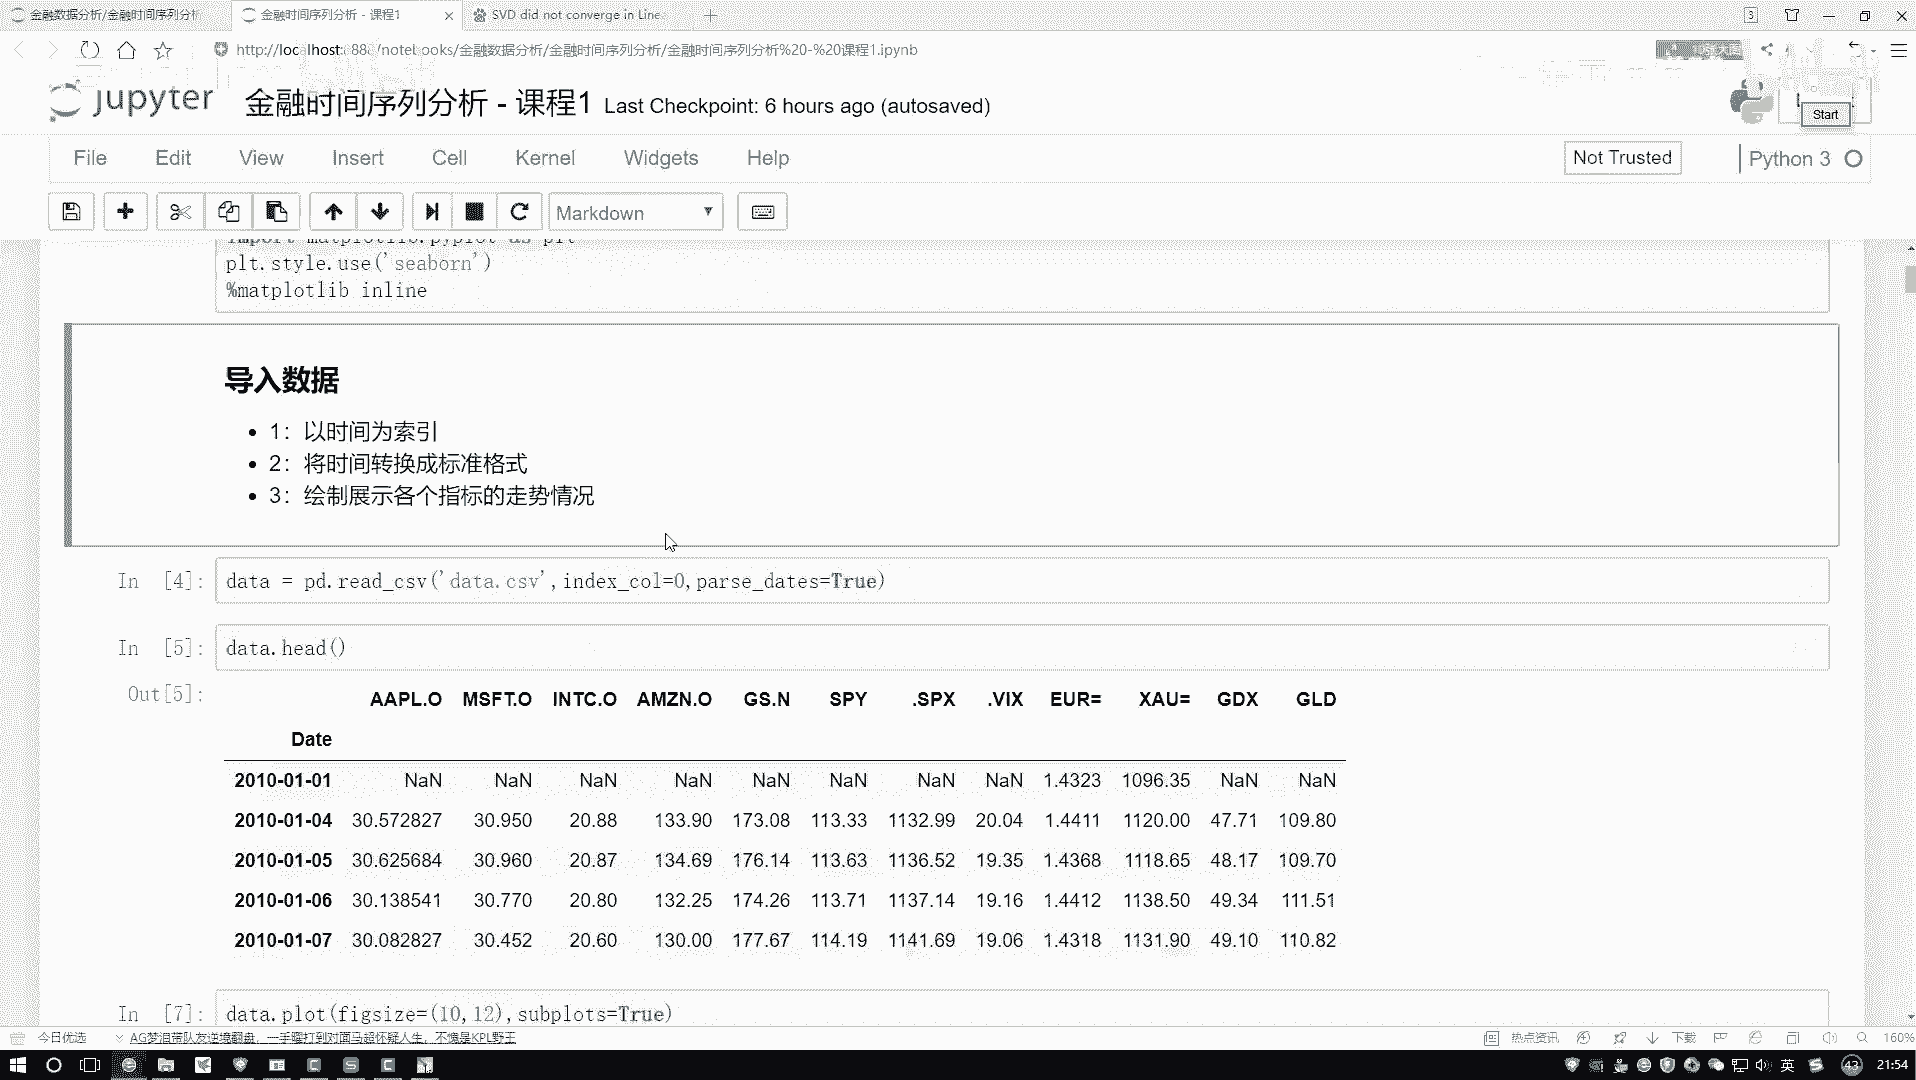 金融数据分析/金融时间序列分析
金融时间序列分析 - 课程1
SVD did not converge in Line
3
金融数据分析/金融时间序列分析/金融时间序列分析%20-%20课程1.ipynb
jupyter
金融时间序列分析 - 课程1 Last Checkpoint: 6 hours ago (autosaved)
Start
File Edit View Insert Cell Kernel Widgets Help
Not Trusted
Python 3
Markdown
import matplotlib.pyplot as plt
plt.style.use('seaborn')
%matplotlib inline
导入数据
• 1：以时间为索引
• 2：将时间转换成标准格式
• 3：绘制展示各个指标的走势情况
In [4]: data = pd.read_csv('data.csv',index_col=0,parse_dates=True)
In [5]: data.head()
Out[5]:
AAPL.O MSFT.O INTC.O AMZN.O GS.N SPY .SPX .VIX EUR= XAU= GDX GLD
Date
2010-01-01 NaN NaN NaN NaN NaN NaN NaN NaN 1.4323 1096.35 NaN NaN
2010-01-04 30.572827 30.950 20.88 133.90 173.08 113.33 1132.99 20.04 1.4411 1120.00 47.71 109.80
2010-01-05 30.625684 30.960 20.87 134.69 176.14 113.63 1136.52 19.35 1.4368 1118.65 48.17 109.70
2010-01-06 30.138541 30.770 20.80 132.25 174.26 113.71 1137.14 19.16 1.4412 1138.50 49.34 111.51
2010-01-07 30.082827 30.452 20.60 130.00 177.67 114.19 1141.69 19.06 1.4318 1131.90 49.10 110.82
In [7]: data.plot(figsize=(10,12),subplots=True)
今日优选
AG梦泪带队友逆境翻盘，一手曜打到对面马超怀疑人生，不愧是KPL野王
热点资讯
下载
160%
英
43
21:54